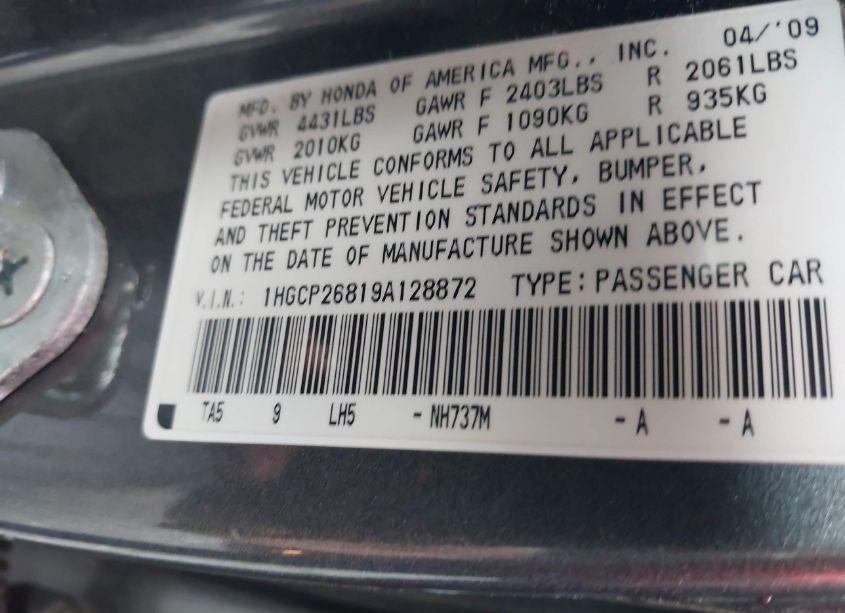 MFD. BY HONDA OF AMERICA MFG., INC. 04/'09
GVWR 4431LBS GAWR F 2403LBS R 2061LBS
GVWR 2010KG GAWR F 1090KG R 935KG
THIS VEHICLE CONFORMS TO ALL APPLICABLE
FEDERAL MOTOR VEHICLE SAFETY, BUMPER,
AND THEFT PREVENTION STANDARDS IN EFFECT
ON THE DATE OF MANUFACTURE SHOWN ABOVE.
V.I.N.: 1HGCP26819A128872 TYPE: PASSENGER CAR
TA5 9 LH5 - NH737M - A - A